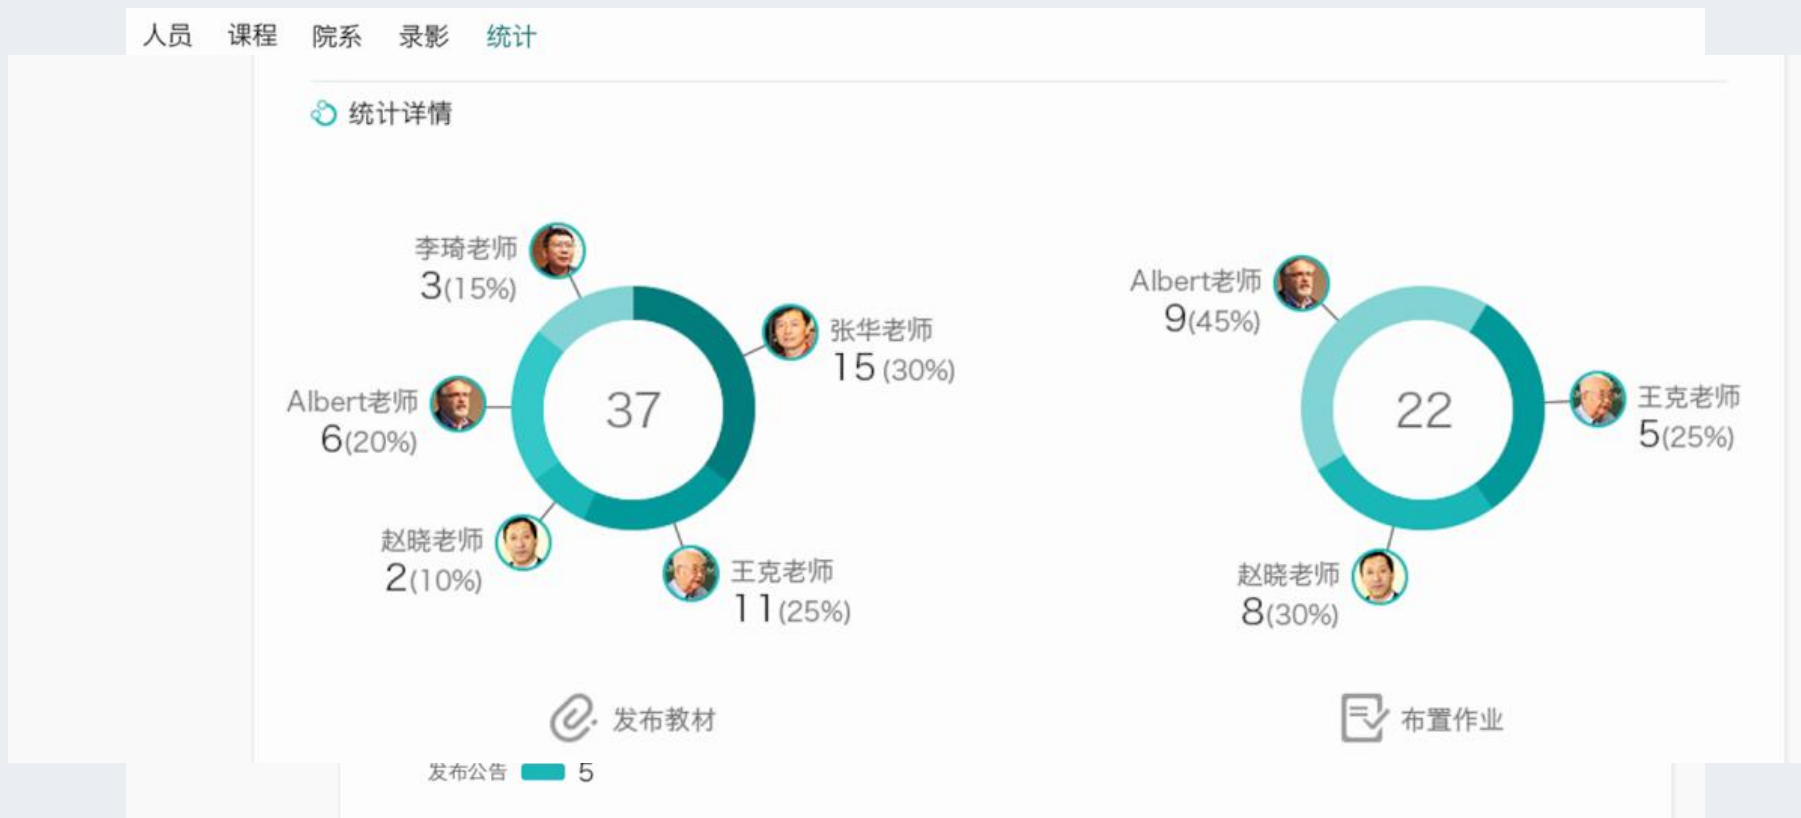 人员 课程 院系 录影 统计
统计详情
李琦老师
3(15%)
张华老师
15(30%)
Albert老师
6(20%)
37
赵晓老师
2(10%)
王克老师
11(25%)
发布教材
Albert老师
9(45%)
王克老师
5(25%)
22
赵晓老师
8(30%)
布置作业
发布公告 5